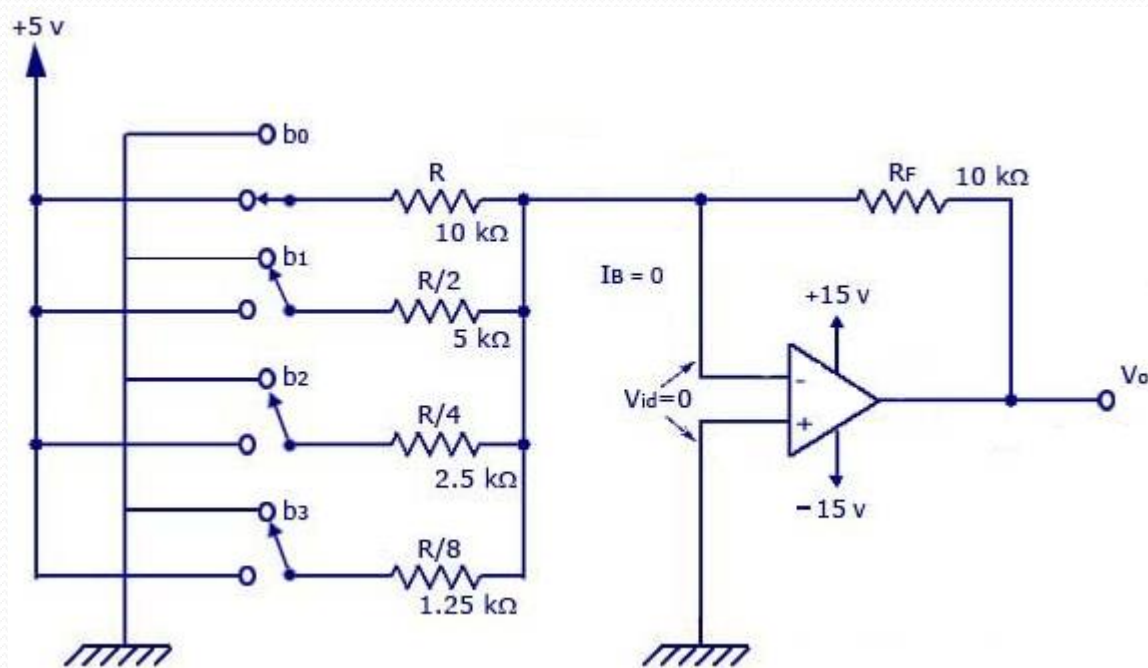 +5 v
b0
R
10 kΩ
RF
10 kΩ
b1
R/2
5 kΩ
IB = 0
+15 v
b2
R/4
2.5 kΩ
Vid=0
-
+
Vo
b3
R/8
1.25 kΩ
−15 v